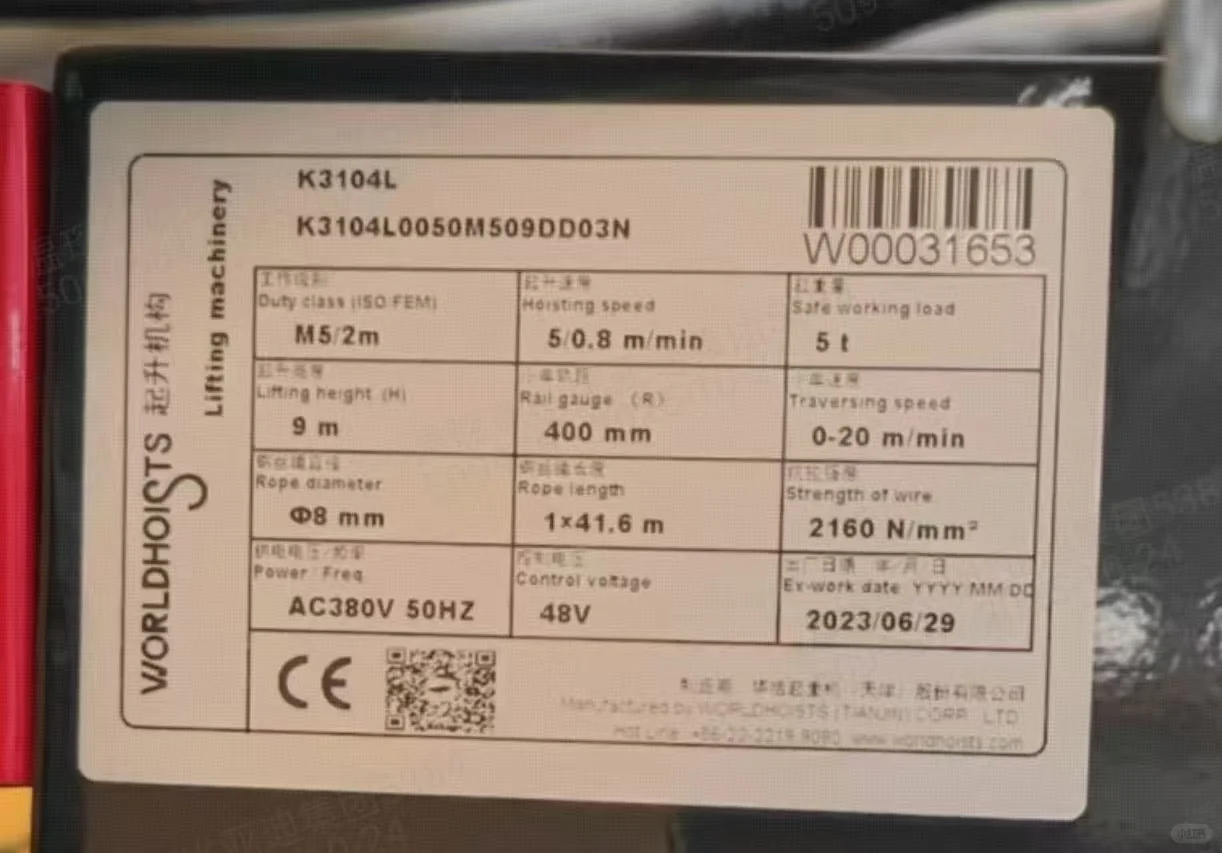 WORLDHOISTS 起升机构
Lifting machinery
K3104L
K3104L0050M509DD03N
W00031653
工作级别
Duty class (ISO FEM)
M5/2m
起升速度
Hoisting speed
5/0.8 m/min
起重量
Safe working load
5 t
起升高度
Lifting height (H)
9 m
小车轨距
Rail gauge (R)
400 mm
小车速度
Traversing speed
0-20 m/min
钢丝绳直径
Rope diameter
Φ8 mm
钢丝绳长度
Rope length
1×41.6 m
抗拉强度
Strength of wire
2160 N/mm²
供电电压/频率
Power / Freq
AC380V 50HZ
控制电压
Control voltage
48V
出厂日期 年/月/日
Ex-work date YYYY MM DD
2023/06/29
CE
制造商 起重机(天津)股份有限公司
Manufactured by WORLDHOISTS (TIANJIN) CORP. LTD
Hot Line +86-22-2219 9090 www.worldhoists.com
小红书